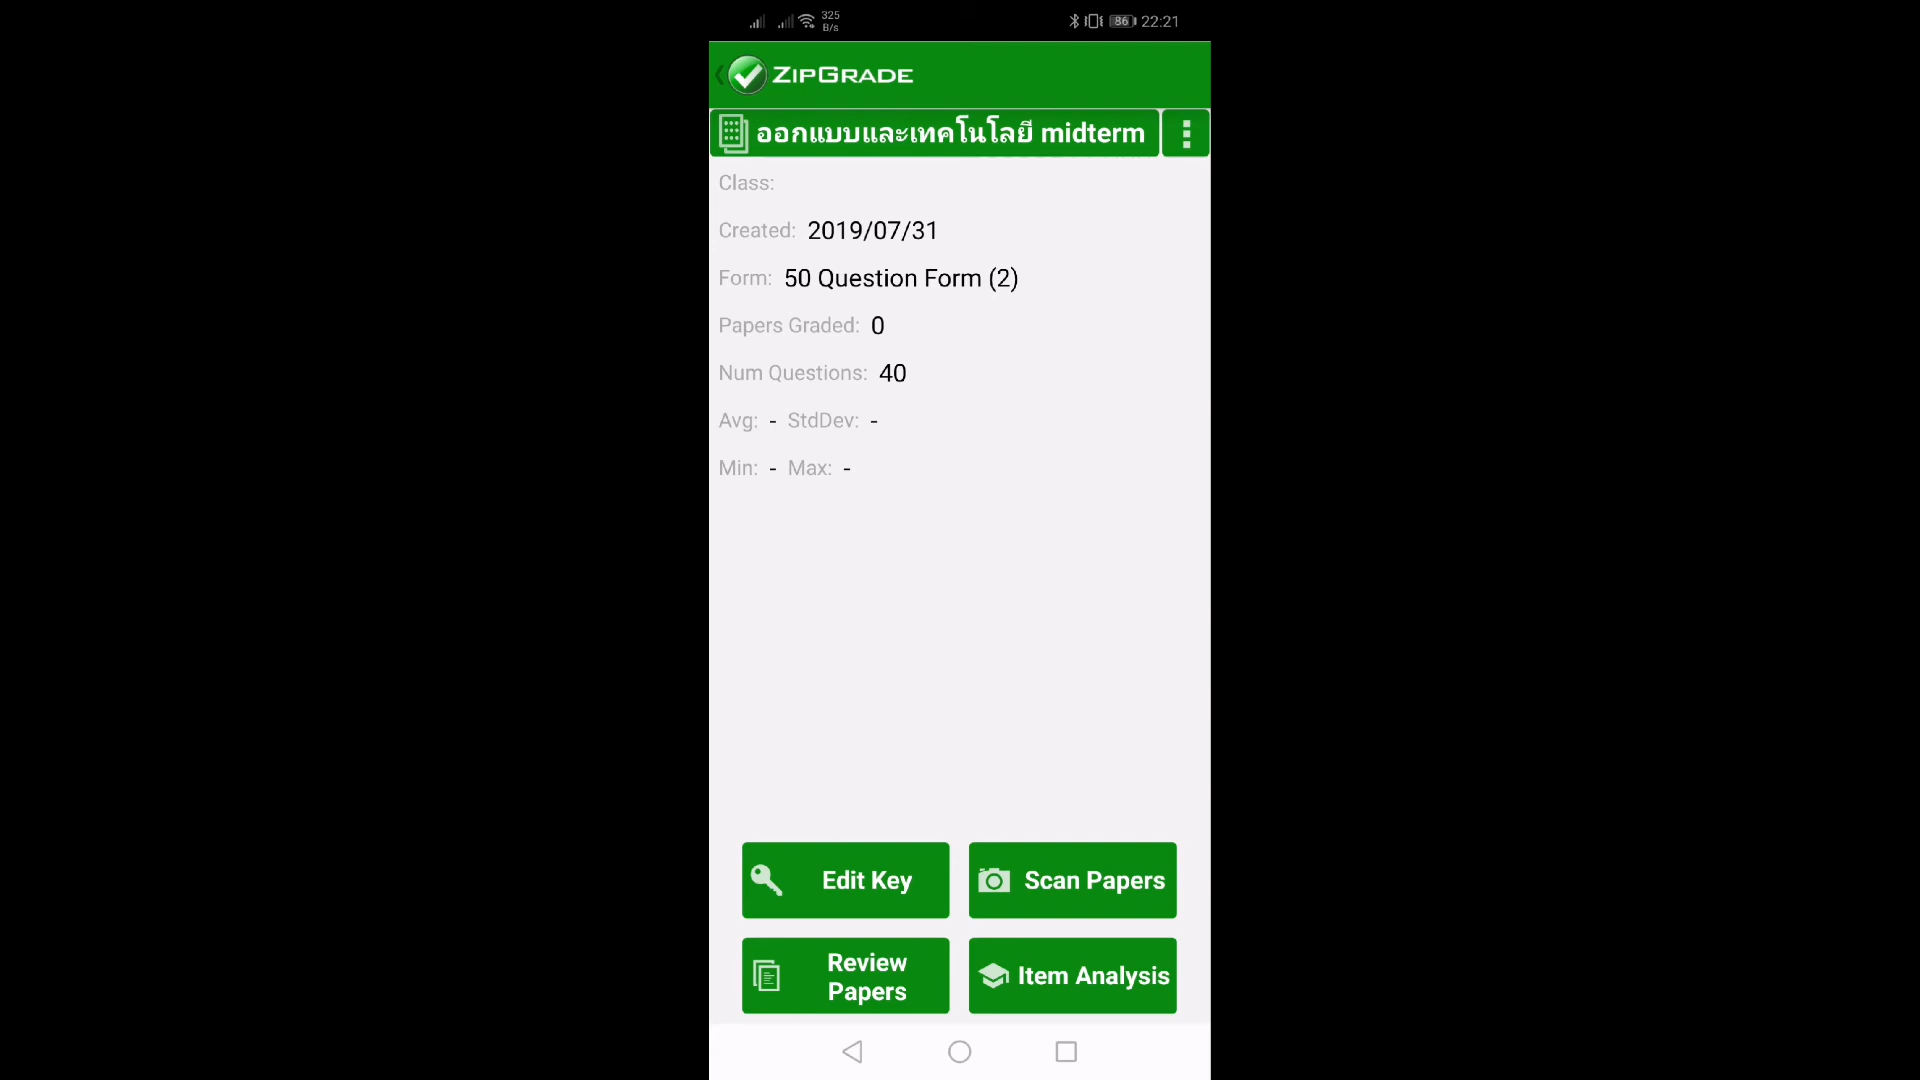 325
B/s
86 22:21
ZIPGRADE
ออกแบบและเทคโนโลยี midterm
Class:
Created: 2019/07/31
Form: 50 Question Form (2)
Papers Graded: 0
Num Questions: 40
Avg: - StdDev: -
Min: - Max: -
Edit Key
Scan Papers
Review
Papers
Item Analysis